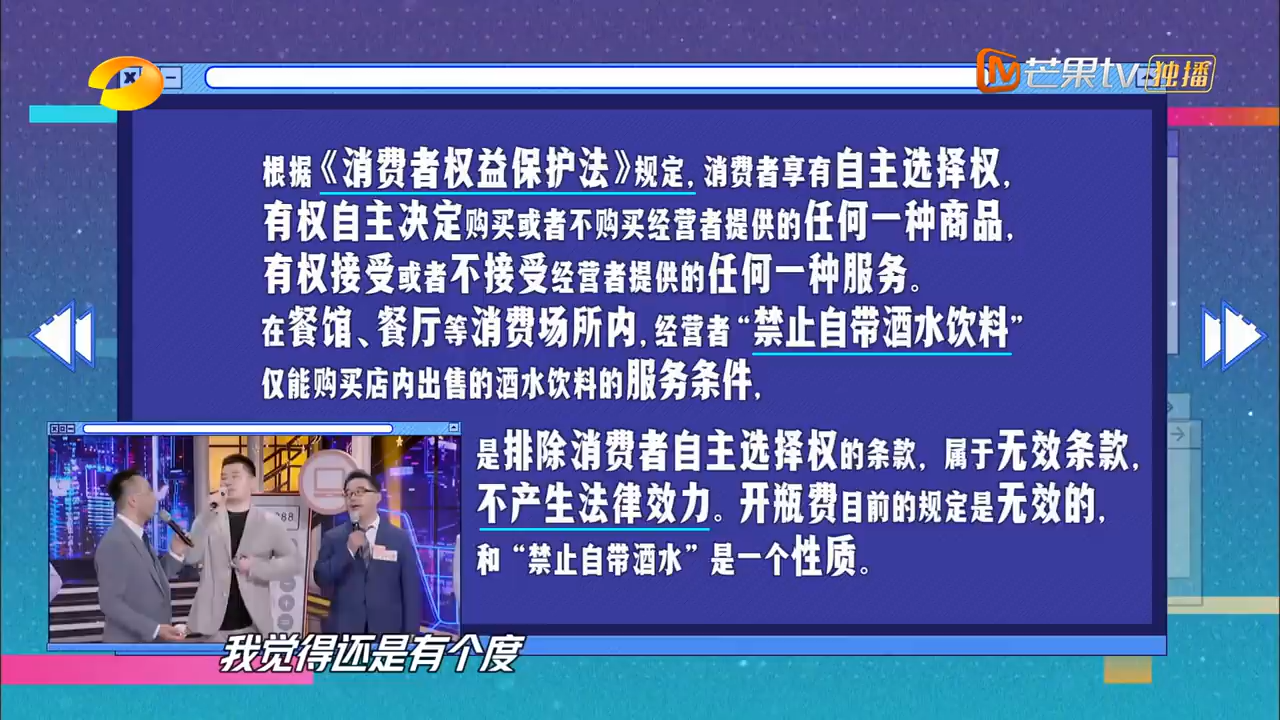 芒果tv独播
根据《消费者权益保护法》规定，消费者享有自主选择权，
有权自主决定购买或者不购买经营者提供的任何一种商品，
有权接受或者不接受经营者提供的任何一种服务。
在餐馆、餐厅等消费场所内，经营者“禁止自带酒水饮料”
仅能购买店内出售的酒水饮料的服务条件，
是排除消费者自主选择权的条款，属于无效条款，
不产生法律效力。开瓶费目前的规定是无效的，
和“禁止自带酒水”是一个性质。
我觉得还是有个度